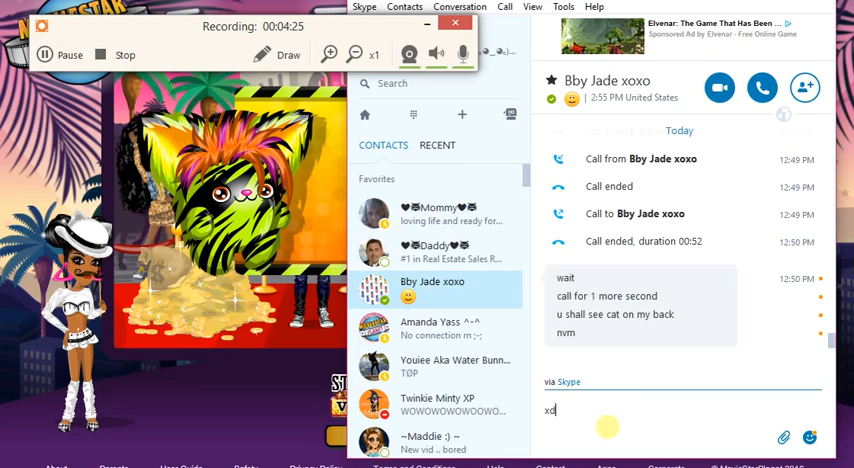 Skype Contacts Conversation Call View Tools Help
Recording: 00:04:25
Pause
Stop
Draw
x1
Search
CONTACTS
RECENT
Favorites
♥😻Mommy♥😻
loving life and ready for...
♥😻Daddy♥😻
#1 in Real Estate Sales R...
Bby Jade xoxo
Amanda Yass ^-^
No connection rn ;-;
Youiee Aka Water Bunn...
TØP
Twinkie Minty XP
WOWOWOWOWOOWO...
~Maddie :) ~
New vid .. bored
Elvenar: The Game That Has Been ...
Sponsored Ad by Elvenar - Free Online Game
Bby Jade xoxo
| 2:55 PM United States
Today
Call from Bby Jade xoxo 12:49 PM
Call ended 12:49 PM
Call to Bby Jade xoxo 12:49 PM
Call ended, duration 00:52 12:50 PM
wait 12:50 PM
call for 1 more second
u shall see cat on my back
nvm
via Skype
xd